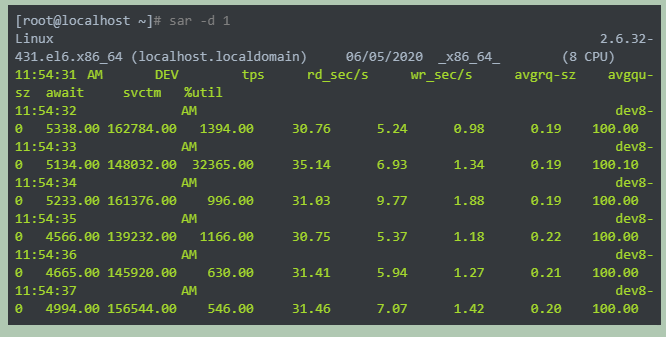 [root@localhost ~]# sar -d 1
Linux 2.6.32-
431.el6.x86_64 (localhost.localdomain) 06/05/2020 _x86_64_ (8 CPU)
11:54:31 AM DEV tps rd_sec/s wr_sec/s avgrq-sz avgqu-
sz await svctm %util
11:54:32 AM dev8-
0 5338.00 162784.00 1394.00 30.76 5.24 0.98 0.19 100.00
11:54:33 AM dev8-
0 5134.00 148032.00 32365.00 35.14 6.93 1.34 0.19 100.10
11:54:34 AM dev8-
0 5233.00 161376.00 996.00 31.03 9.77 1.88 0.19 100.00
11:54:35 AM dev8-
0 4566.00 139232.00 1166.00 30.75 5.37 1.18 0.22 100.00
11:54:36 AM dev8-
0 4665.00 145920.00 630.00 31.41 5.94 1.27 0.21 100.00
11:54:37 AM dev8-
0 4994.00 156544.00 546.00 31.46 7.07 1.42 0.20 100.00